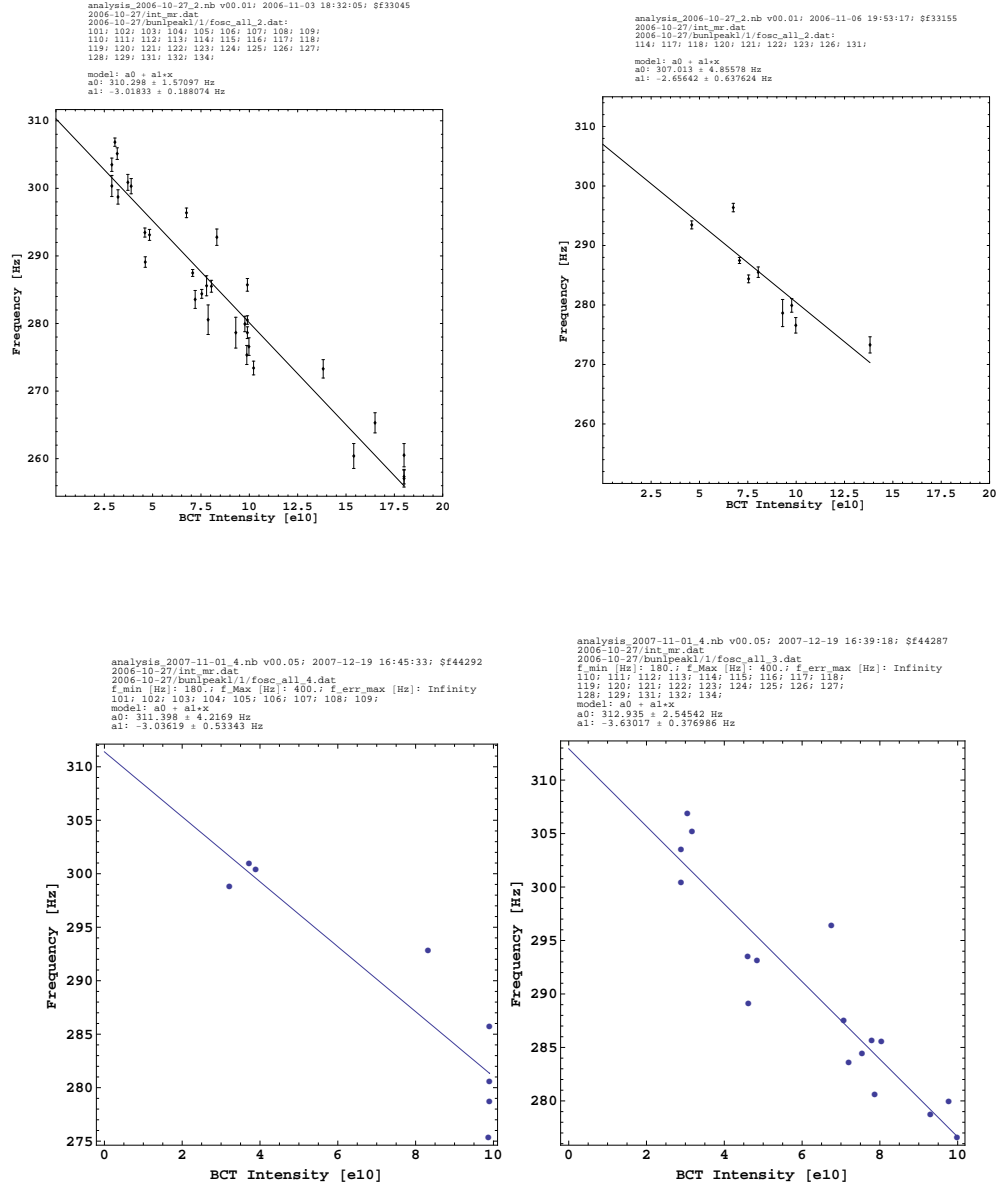 analysis_2006-10-27_2.nb v00.01; 2006-11-03 18:32:05; $f33045
2006-10-27/int_mr.dat
2006-10-27/bun1peak1/1/fosc_all_2.dat:
101; 102; 103; 104; 105; 106; 107; 108; 109;
110; 111; 112; 113; 114; 115; 116; 117; 118;
119; 120; 121; 122; 123; 124; 125; 126; 127;
128; 129; 131; 132; 134;
model: a0 + a1*x
a0: 310.298 ± 1.57097 Hz
a1: -3.01833 ± 0.188074 Hz
310
300
290
280
270
260
Frequency [Hz]
2.5 5 7.5 10 12.5 15 17.5 20
BCT Intensity [e10]
analysis_2006-10-27_2.nb v00.01; 2006-11-06 19:53:17; $f33155
2006-10-27/int_mr.dat
2006-10-27/bun1peak1/1/fosc_all_2.dat:
114; 117; 118; 120; 121; 122; 123; 126; 131;
model: a0 + a1*x
a0: 307.013 ± 4.85578 Hz
a1: -2.65642 ± 0.637624 Hz
310
300
290
280
270
260
Frequency [Hz]
2.5 5 7.5 10 12.5 15 17.5 20
BCT Intensity [e10]
analysis_2007-11-01_4.nb v00.05; 2007-12-19 16:45:33; $f44292
2006-10-27/int_mr.dat
2006-10-27/bun1peak1/1/fosc_all_4.dat
f_min [Hz]: 180.; f_Max [Hz]: 400.; f_err_max [Hz]: Infinity
101; 102; 103; 104; 105; 106; 107; 108; 109;
model: a0 + a1*x
a0: 311.398 ± 4.2169 Hz
a1: -3.03619 ± 0.53343 Hz
310
305
300
295
290
285
280
275
Frequency [Hz]
0 2 4 6 8 10
BCT Intensity [e10]
analysis_2007-11-01_4.nb v00.05; 2007-12-19 16:39:18; $f44287
2006-10-27/int_mr.dat
2006-10-27/bun1peak1/1/fosc_all_3.dat
f_min [Hz]: 180.; f_Max [Hz]: 400.; f_err_max [Hz]: Infinity
110; 111; 112; 113; 114; 115; 116; 117; 118;
119; 120; 121; 122; 123; 124; 125; 126; 127;
128; 129; 131; 132; 134;
model: a0 + a1*x
a0: 312.935 ± 2.54542 Hz
a1: -3.63017 ± 0.376986 Hz
310
305
300
295
290
285
280
Frequency [Hz]
0 2 4 6 8 10
BCT Intensity [e10]